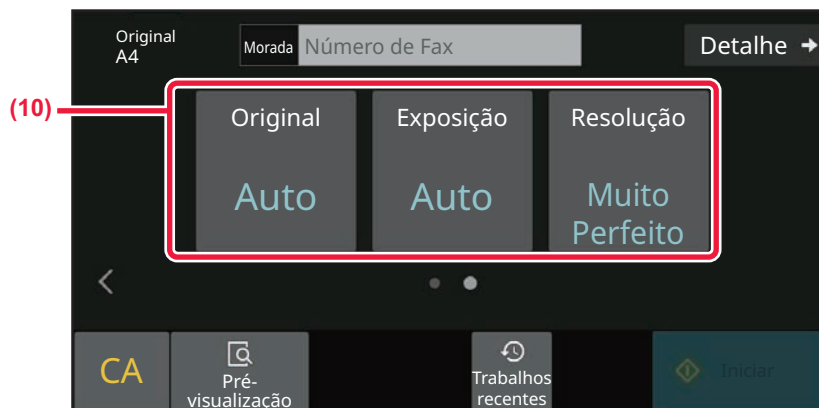 Original
A4
Morada Número de Fax
Detalhe
(10)
Original
Exposição
Resolução
Auto
Auto
Muito
Perfeito
CA
Pré-
visualização
Trabalhos
recentes
Iniciar